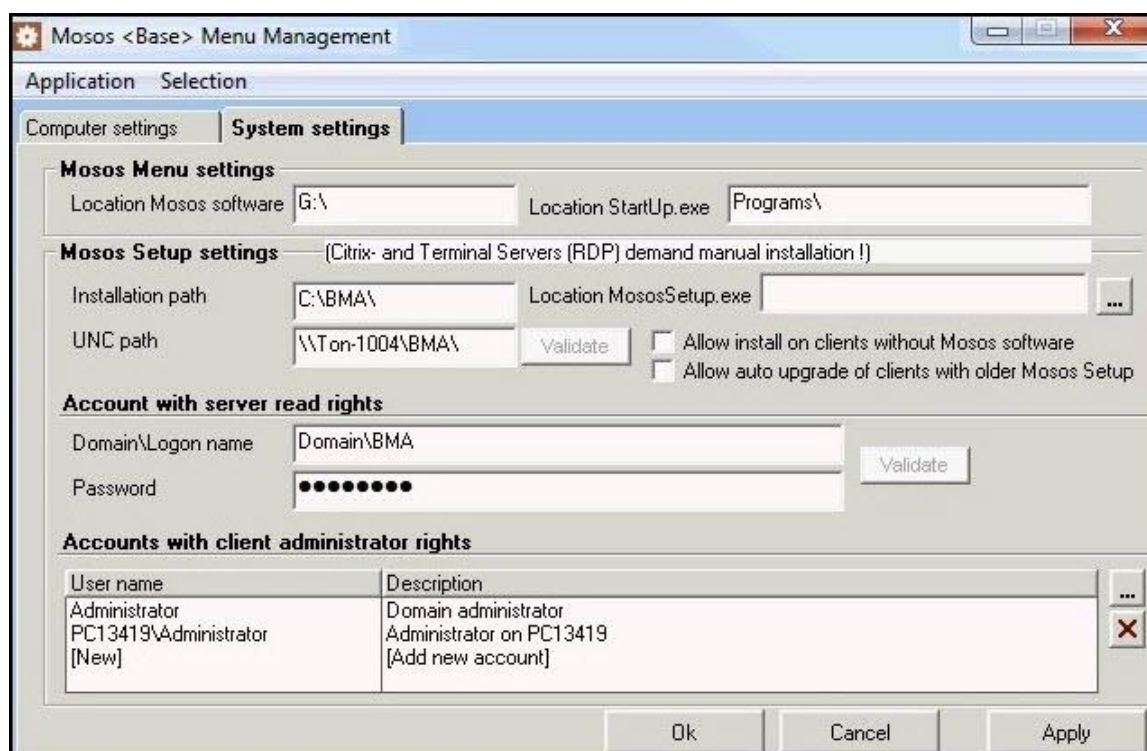 Mosos <Base> Menu Management
Application Selection
Computer settings System settings
Mosos Menu settings
Location Mosos software G:\ Location StartUp.exe Programs\
Mosos Setup settings (Citrix- and Terminal Servers (RDP) demand manual installation !)
Installation path C:\BMA\ Location MososSetup.exe ...
UNC path \\Ton-1004\BMA\ Validate Allow install on clients without Mosos software
Allow auto upgrade of clients with older Mosos Setup
Account with server read rights
Domain\Logon name Domain\BMA
Validate
Password ●●●●●●●●
Accounts with client administrator rights
User name Description
...
Administrator Domain administrator
PC13419\Administrator Administrator on PC13419
[New] [Add new account]
Ok Cancel Apply